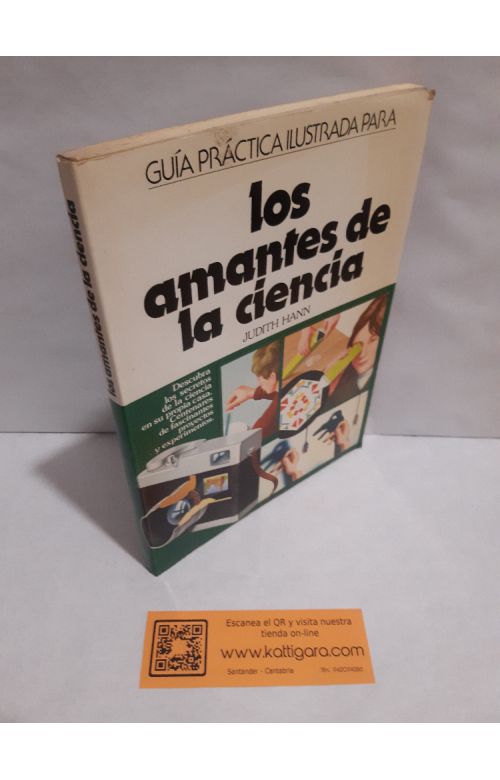 GUÍA PRÁCTICA ILUSTRADA PARA
los
amantes de
la ciencia
JUDITH HANN
Descubra
los secretos
de la ciencia
en su propia casa.
Centenares
de fascinantes
proyectos
y experimentos.
los amantes de la ciencia
Escanea el QR y visita nuestra
tienda on-line
www.kattigara.com
Santander - Cantabria